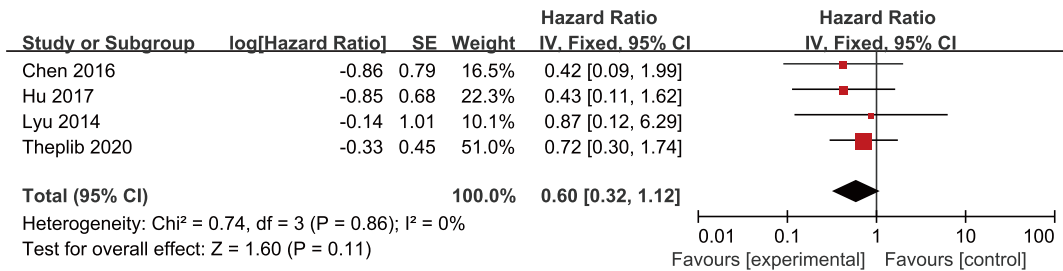 Hazard Ratio Hazard Ratio
Study or Subgroup log[Hazard Ratio] SE Weight IV, Fixed, 95% CI IV, Fixed, 95% CI
Chen 2016 -0.86 0.79 16.5% 0.42 [0.09, 1.99]
Hu 2017 -0.85 0.68 22.3% 0.43 [0.11, 1.62]
Lyu 2014 -0.14 1.01 10.1% 0.87 [0.12, 6.29]
Theplib 2020 -0.33 0.45 51.0% 0.72 [0.30, 1.74]
Total (95% CI) 100.0% 0.60 [0.32, 1.12]
Heterogeneity: Chi² = 0.74, df = 3 (P = 0.86); I² = 0%
Test for overall effect: Z = 1.60 (P = 0.11)
0.01 0.1 1 10 100
Favours [experimental] Favours [control]